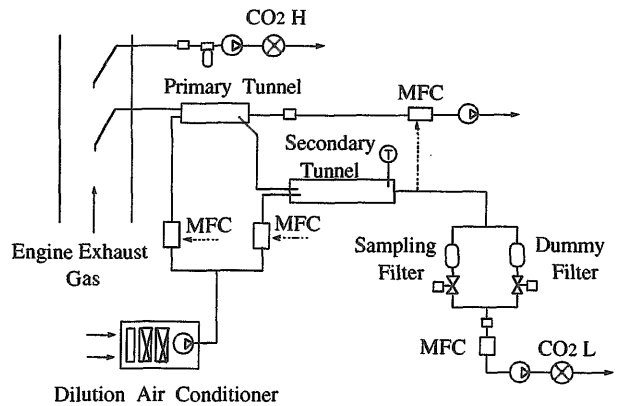 CO2 H
Primary Tunnel
MFC
Secondary
Tunnel
T
MFC
MFC
Engine Exhaust
Gas
Sampling
Filter
Dummy
Filter
MFC
CO2 L
Dilution Air Conditioner